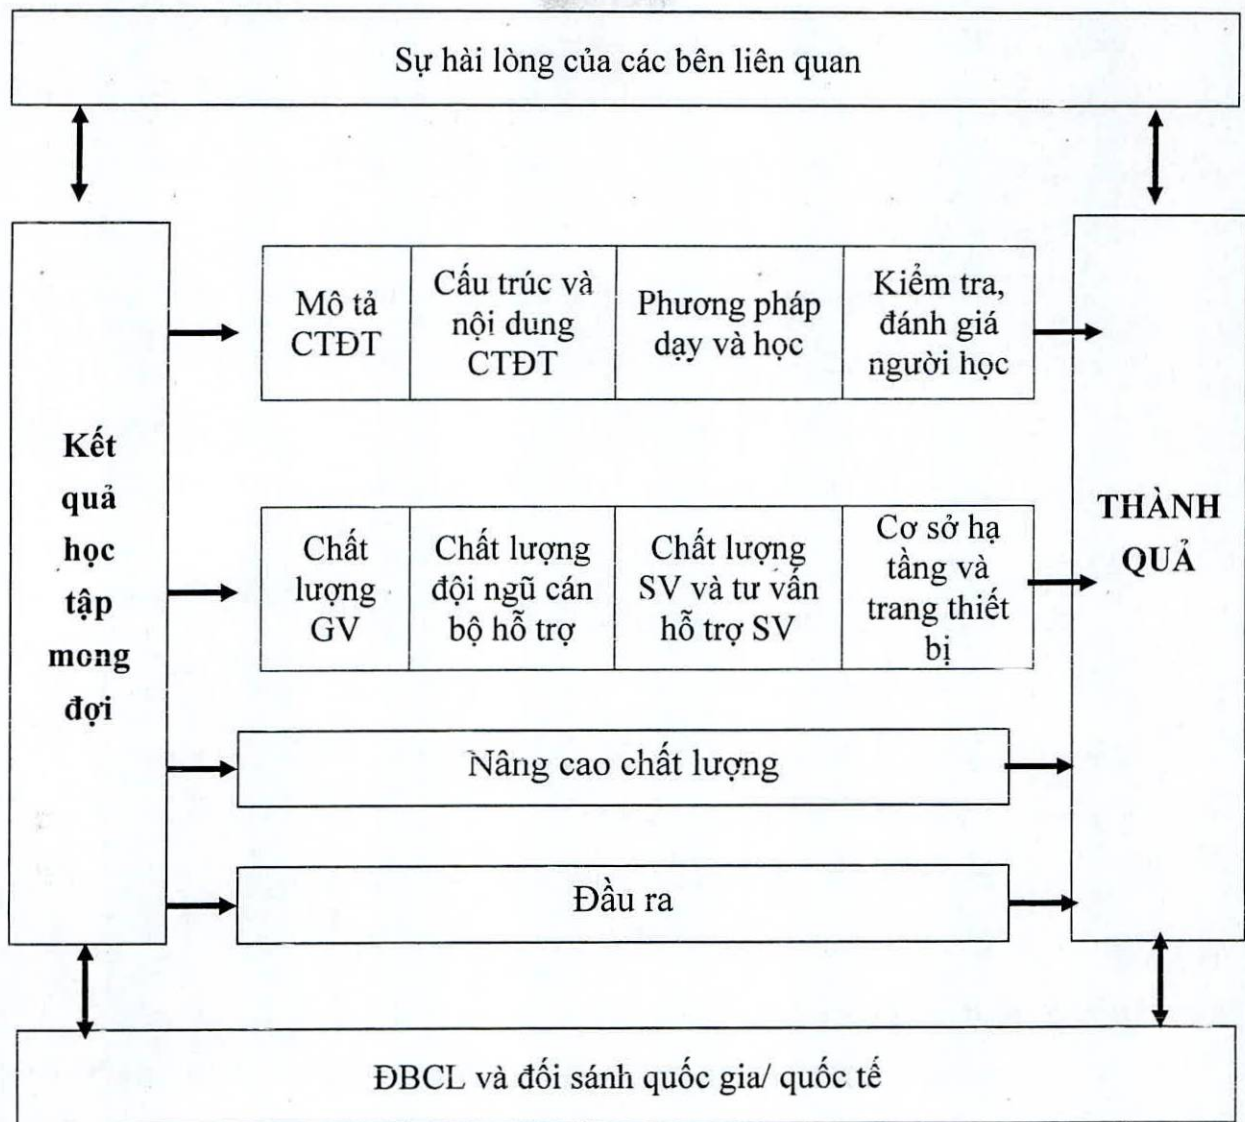 Sự hài lòng của các bên liên quan
Kết
quả
học
tập
mong
đợi
Mô tả
CTĐT
Cấu trúc và
nội dung
CTĐT
Phương pháp
dạy và học
Kiểm tra,
đánh giá
người học
Chất
lượng
GV
Chất lượng
đội ngũ cán
bộ hỗ trợ
Chất lượng
SV và tư vấn
hỗ trợ SV
Cơ sở hạ
tầng và
trang thiết
bị
Nâng cao chất lượng
Đầu ra
THÀNH
QUẢ
ĐBCL và đối sánh quốc gia/ quốc tế